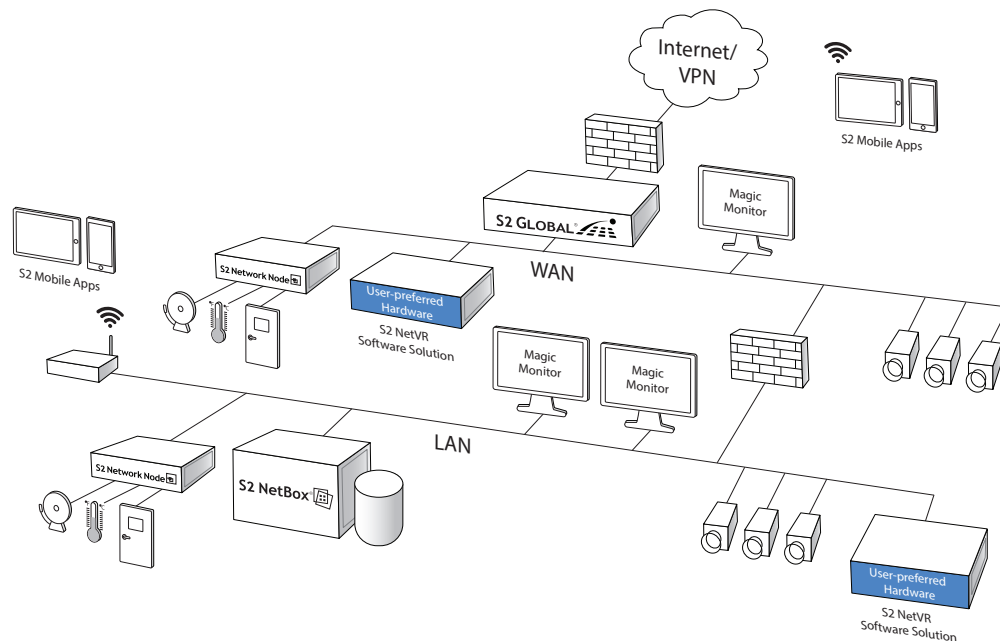 Internet/
VPN
S2 Mobile Apps
Magic
Monitor
S2 GLOBAL®
S2 Mobile Apps
S2 Network Node
WAN
User-preferred
Hardware
S2 NetVR
Software Solution
Magic
Monitor
Magic
Monitor
LAN
S2 Network Node
S2 NetBox®
User-preferred
Hardware
S2 NetVR
Software Solution